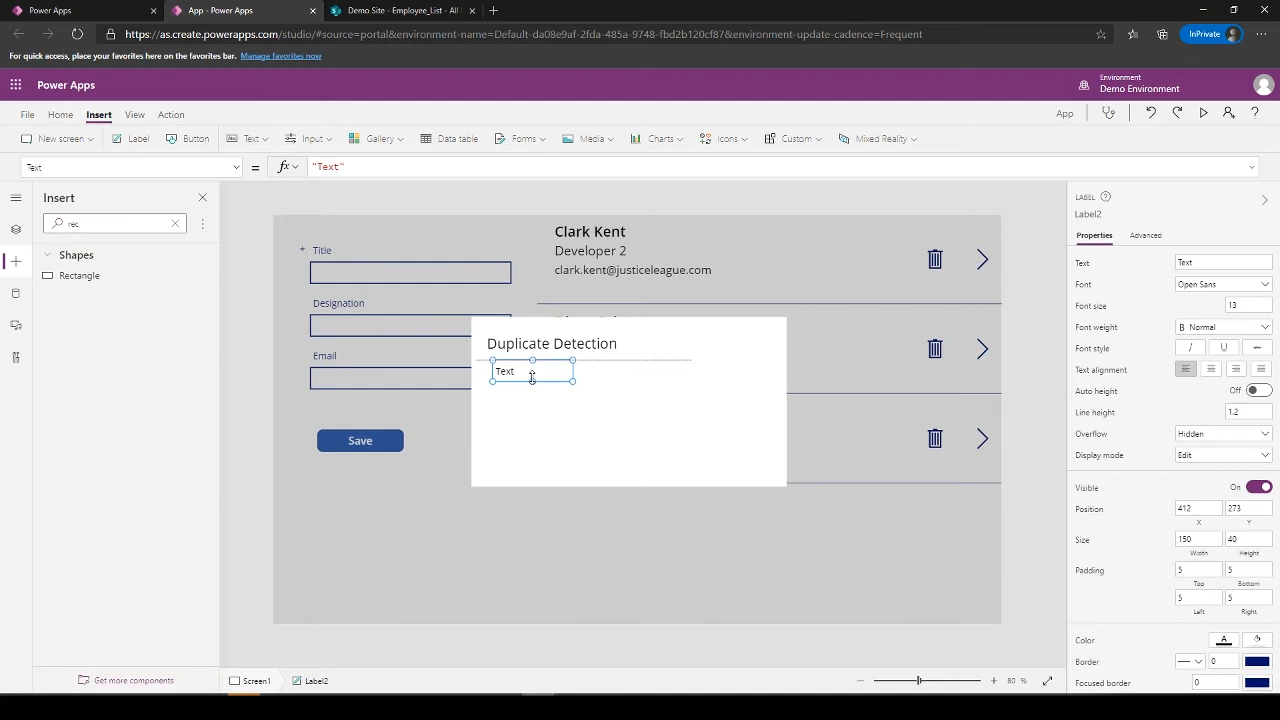 Power Apps
App - Power Apps
Demo Site - Employee_List - All
https://as.create.powerapps.com/studio/#source=portal&environment-name=Default-da08e9af-2fda-485a-9748-fbd2b120cf87&environment-update-cadence=Frequent
InPrivate
For quick access, place your favorites here on the favorites bar. Manage favorites now
Power Apps
Environment
Demo Environment
File Home Insert View Action
App
New screen Label Button Text Input Gallery Data table Forms Media Charts Icons Custom Mixed Reality
Text = fx "Text"
Insert
rec
Shapes
Rectangle
Get more components
* Title
Designation
Email
Save
Clark Kent
Developer 2
clark.kent@justiceleague.com
Duplicate Detection
Text
LABEL
Label2
Properties Advanced
Text Text
Font Open Sans
Font size 13
Font weight B Normal
Font style / U abc
Text alignment
Auto height Off
Line height 1.2
Overflow Hidden
Display mode Edit
Visible On
Position 412 273
X Y
Size 150 40
Width Height
Padding 5 5
Top Bottom
5 5
Left Right
Color A
Border 0
Focused border 0
Screen1 Label2
80 %